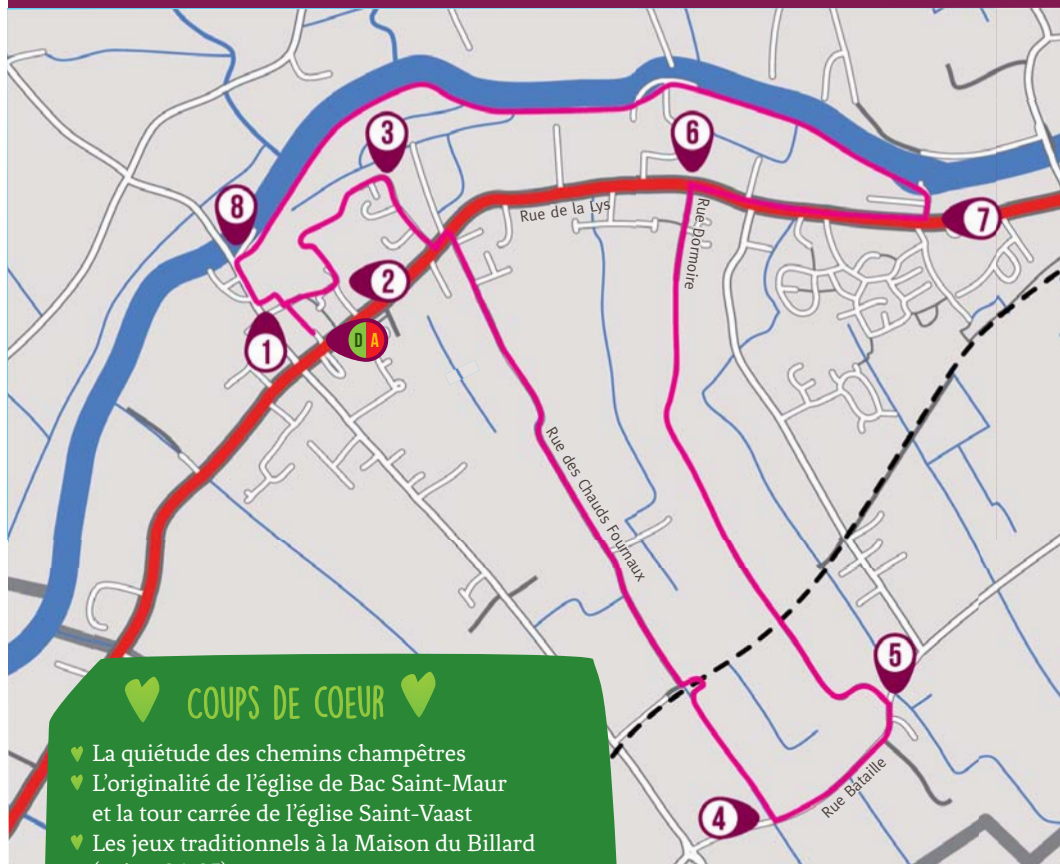 3
6
8
Rue de la Lys
Rue Dormoire
7
2
D A
1
Rue des Chauds Fournaux
5
4
Rue Bataille
COUPS DE COEUR
La quiétude des chemins champêtres
L'originalité de l'église de Bac Saint-Maur
et la tour carrée de l'église Saint-Vaast
Les jeux traditionnels à la Maison du Billard